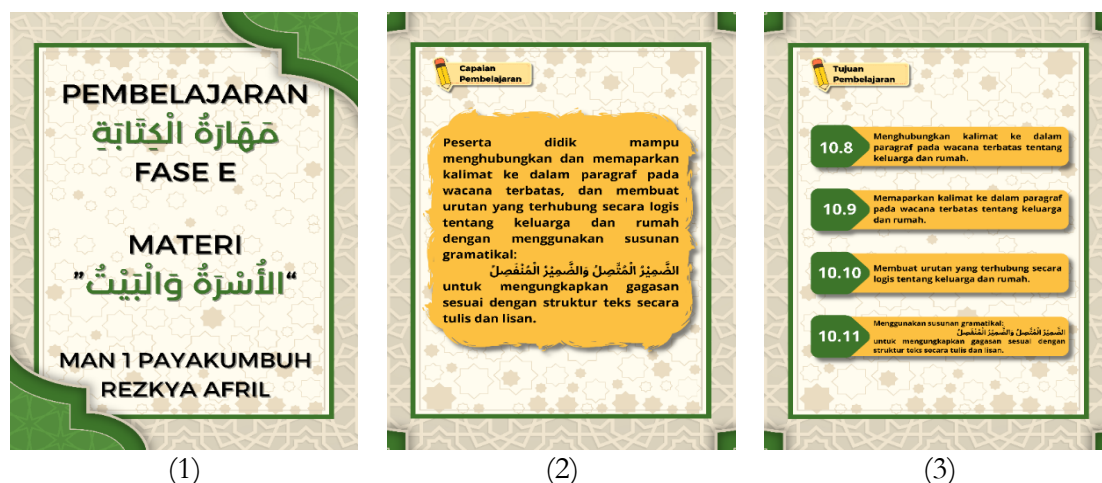 PEMBELAJARAN
مَهَارَةُ الْكِتَابَةِ
FASE E
MATERI
“الأُسْرَةُ وَالْبَيْتُ”
MAN 1 PAYAKUMBUH
REZKYA AFRIL
(1)
Capaian
Pembelajaran
Peserta didik mampu
menghubungkan dan memaparkan
kalimat ke dalam paragraf pada
wacana terbatas, dan membuat
urutan yang terhubung secara logis
tentang keluarga dan rumah
dengan menggunakan susunan
gramatikal:
الضَّمِيْرُ الْمُتَّصِلُ وَالضَّمِيْرُ الْمُنْفَصِلُ
untuk mengungkapkan gagasan
sesuai dengan struktur teks secara
tulis dan lisan.
(2)
Tujuan
Pembelajaran
10.8
Menghubungkan kalimat ke dalam
paragraf pada wacana terbatas tentang
keluarga dan rumah.
10.9
Memaparkan kalimat ke dalam paragraf
pada wacana terbatas tentang keluarga
dan rumah.
10.10
Membuat urutan yang terhubung secara
logis tentang keluarga dan rumah.
10.11
Menggunakan susunan gramatikal:
الضَّمِيْرُ الْمُتَّصِلُ وَالضَّمِيْرُ الْمُنْفَصِلُ
untuk mengungkapkan gagasan sesuai dengan
struktur teks secara tulis dan lisan.
(3)